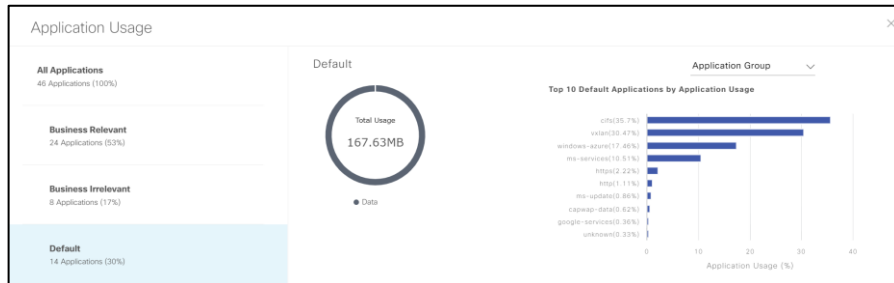 Application Usage
All Applications
46 Applications (100%)
Business Relevant
24 Applications (53%)
Business Irrelevant
8 Applications (17%)
Default
14 Applications (30%)
Default
Total Usage
167.63MB
Data
Application Group
Top 10 Default Applications by Application Usage
cifs(35.7%)
vxlan(30.47%)
windows-azure(17.46%)
ms-services(10.51%)
https(2.22%)
http(1.11%)
ms-update(0.86%)
capwap-data(0.62%)
google-services(0.36%)
unknown(0.33%)
0 10 20 30 40
Application Usage (%)